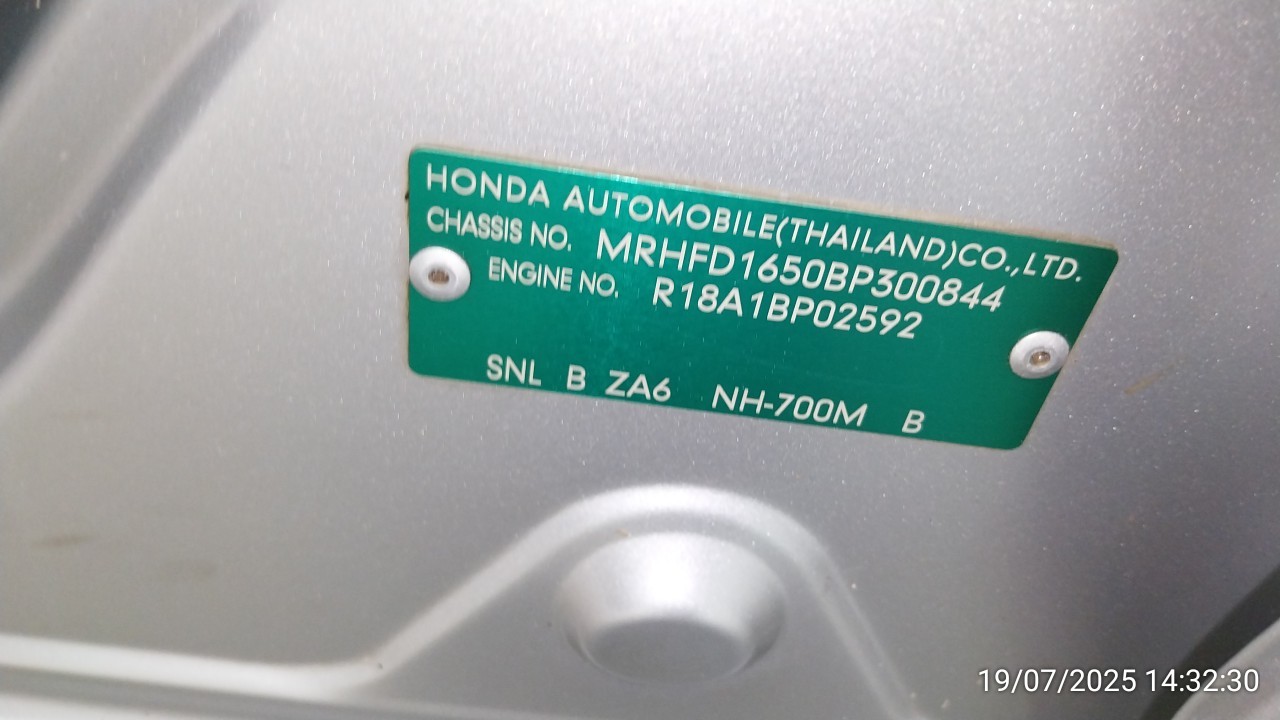 HONDA AUTOMOBILE(THAILAND)CO.,LTD.
CHASSIS NO. MRHFD1650BP300844
ENGINE NO. R18A1BP02592
SNL B ZA6 NH-700M B
19/07/2025 14:32:30